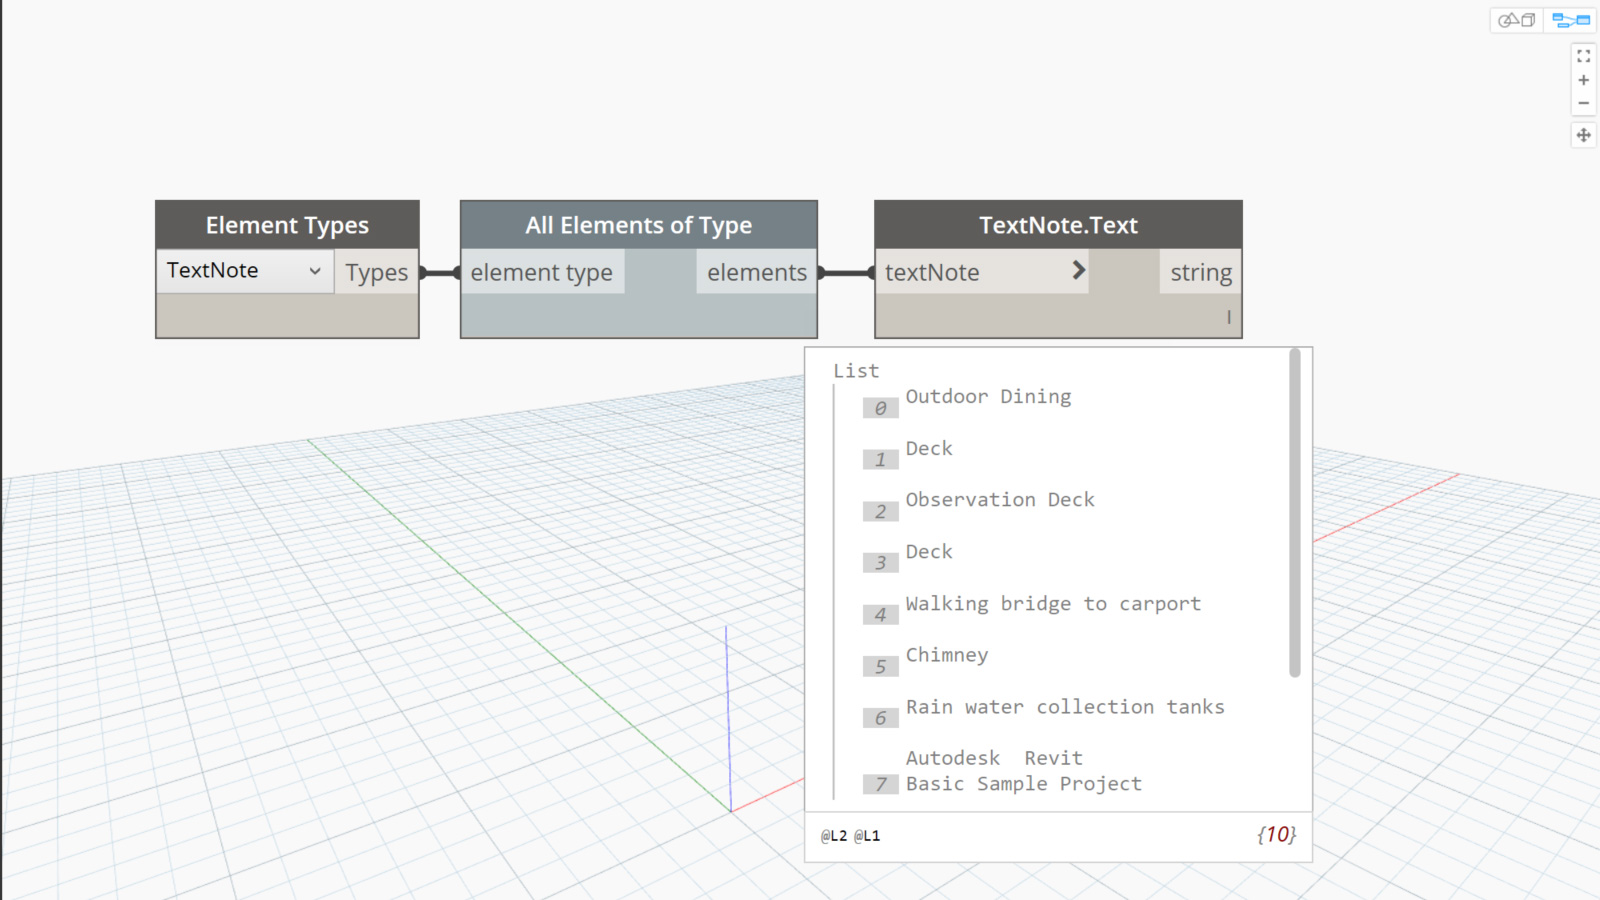 Element Types
TextNote Types
All Elements of Type
element type elements
TextNote.Text
textNote > string
l
List
0 Outdoor Dining
1 Deck
2 Observation Deck
3 Deck
4 Walking bridge to carport
5 Chimney
6 Rain water collection tanks
Autodesk  Revit
7 Basic Sample Project
@L2 @L1 {10}